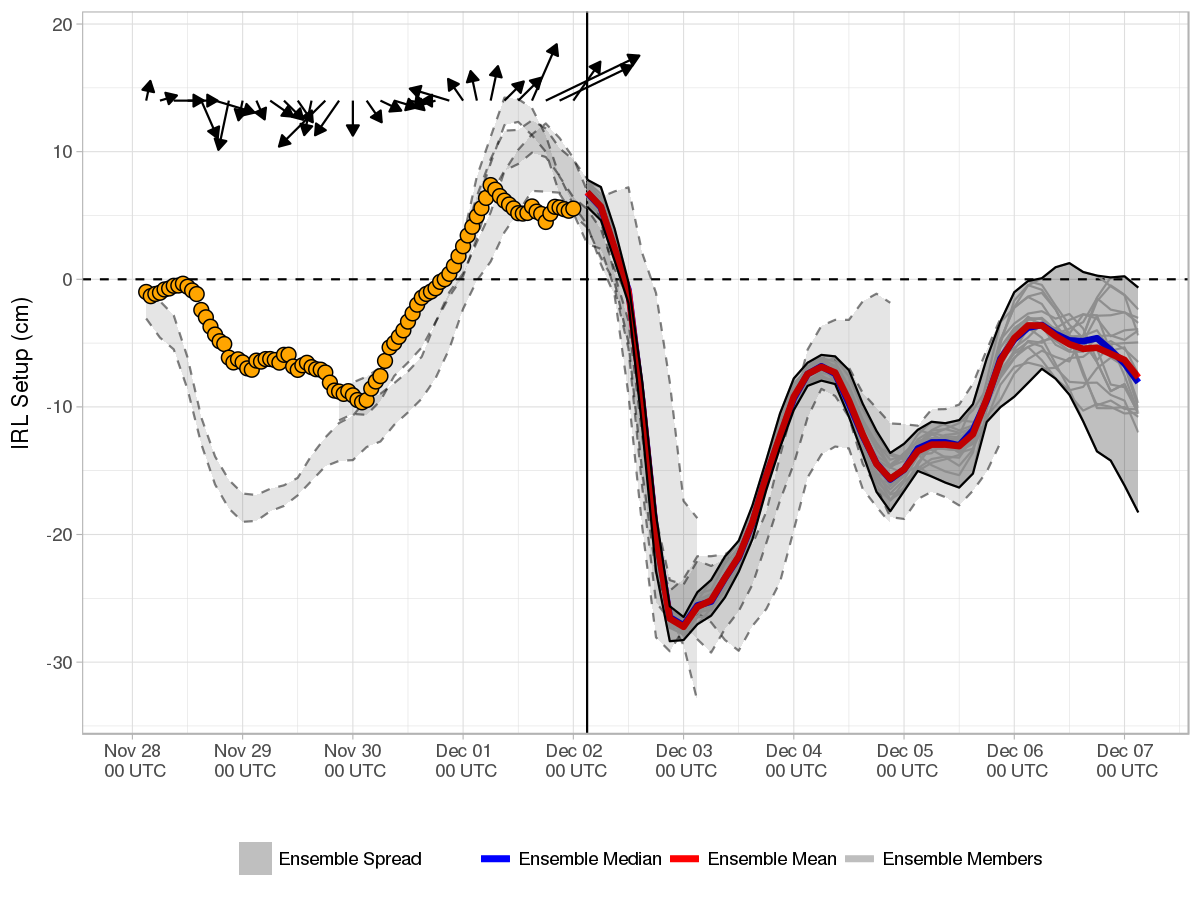 IRL Setup (cm)
20
10
0
-10
-20
-30
Nov 28 Nov 29 Nov 30 Dec 01 Dec 02 Dec 03 Dec 04 Dec 05 Dec 06 Dec 07
00 UTC 00 UTC 00 UTC 00 UTC 00 UTC 00 UTC 00 UTC 00 UTC 00 UTC 00 UTC
Ensemble Spread Ensemble Median Ensemble Mean Ensemble Members